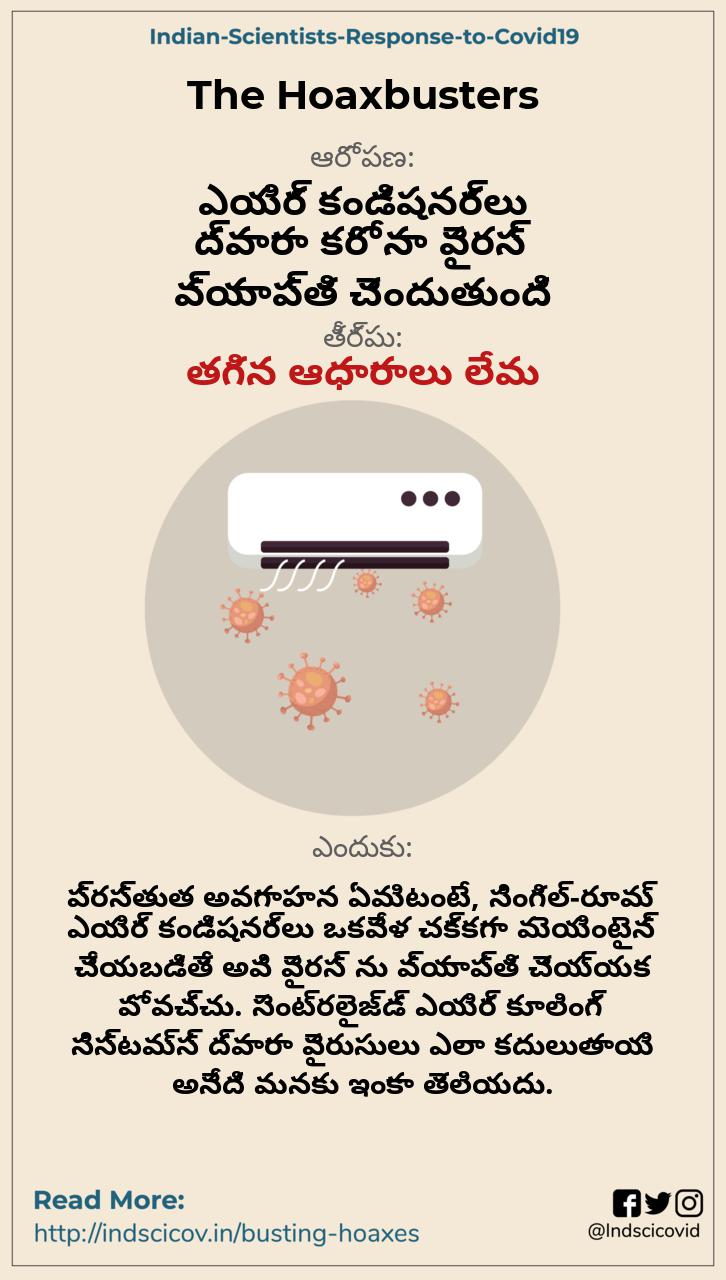 Indian-Scientists-Response-to-Covid19
The Hoaxbusters
ఆరోపణ:
ఎయిర్ కండిషనర్‌లు
ద్‌వారా కరోనా వైరస్
వ్‌యాప్‌తి చెందుతుంది
తీర్‌పు:
తగిన ఆధారాలు లేమ
ఎందుకు:
ప్‌రస్‌తుత అవగాహన ఏమిటంటే, సింగిల్-రూమ్
ఎయిర్ కండిషనర్‌లు ఒకవేళ చక్‌కగా మెయింటైన్
చేయబడితే అవి వైరస్ ను వ్‌యాప్‌తి చెయ్‌యక
పోవచ్‌చు. సెంట్‌రలైజ్‌డ్ ఎయిర్ కూలింగ్
సిస్‌టమ్‌స్ ద్‌వారా వైరుసులు ఎలా కదులుతాయి
అనేది మనకు ఇంకా తెలియదు.
Read More:
http://indscicov.in/busting-hoaxes
@Indscicovid